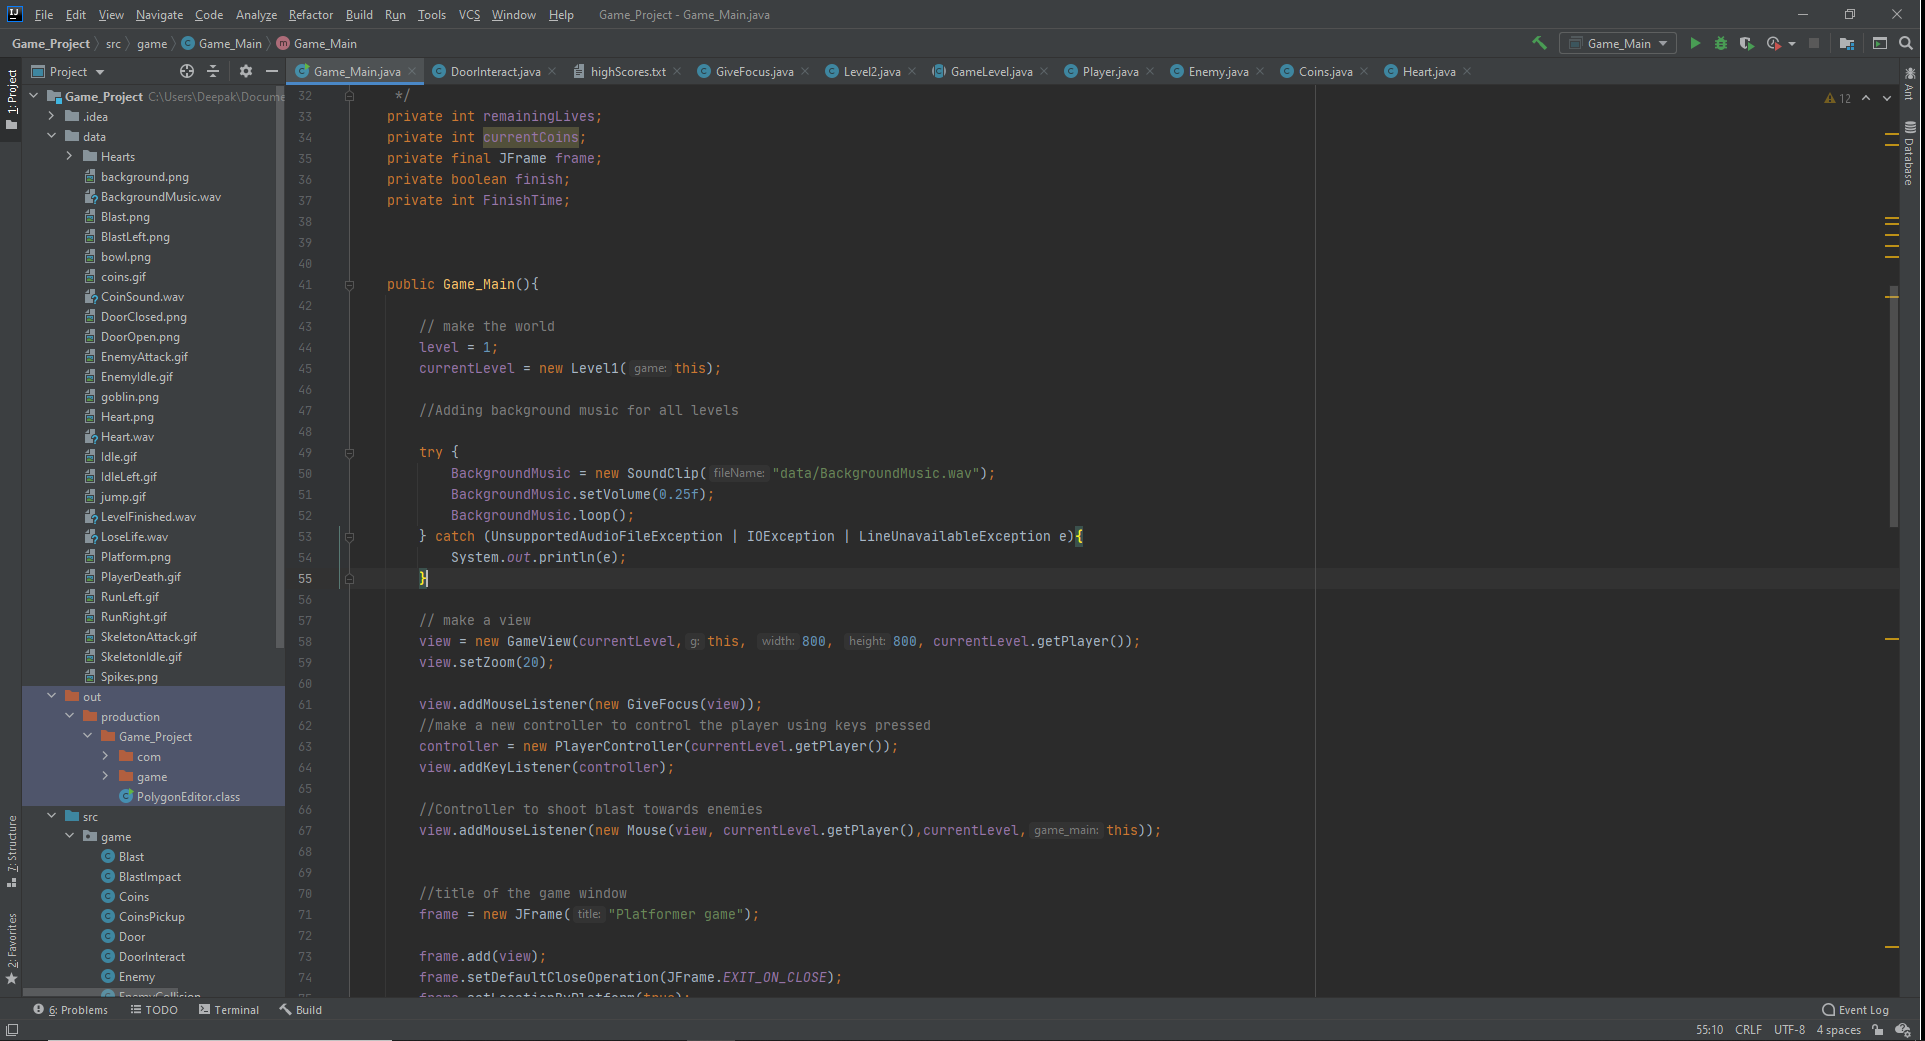 File Edit View Navigate Code Analyze Refactor Build Run Tools VCS Window Help Game_Project - Game_Main.java
Game_Project src game Game_Main Game_Main Game_Main
Project Game_Main.java DoorInteract.java highScores.txt GiveFocus.java Level2.java GameLevel.java Player.java Enemy.java Coins.java Heart.java
1: Project
7: Structure
2: Favorites
Game_Project C:\Users\Deepak\Docume
.idea
data
Hearts
background.png
BackgroundMusic.wav
Blast.png
BlastLeft.png
bowl.png
coins.gif
CoinSound.wav
DoorClosed.png
DoorOpen.png
EnemyAttack.gif
EnemyIdle.gif
goblin.png
Heart.png
Heart.wav
Idle.gif
IdleLeft.gif
jump.gif
LevelFinished.wav
LoseLife.wav
Platform.png
PlayerDeath.gif
RunLeft.gif
RunRight.gif
SkeletonAttack.gif
SkeletonIdle.gif
Spikes.png
out
production
Game_Project
com
game
PolygonEditor.class
src
game
Blast
BlastImpact
Coins
CoinsPickup
Door
DoorInteract
Enemy
EnemyCollision
32 */
33 private int remainingLives;
34 private int currentCoins;
35 private final JFrame frame;
36 private boolean finish;
37 private int FinishTime;
38
39
40
41 public Game_Main(){
42
43 // make the world
44 level = 1;
45 currentLevel = new Level1( game: this);
46
47 //Adding background music for all levels
48
49 try {
50 BackgroundMusic = new SoundClip( fileName: "data/BackgroundMusic.wav");
51 BackgroundMusic.setVolume(0.25f);
52 BackgroundMusic.loop();
53 } catch (UnsupportedAudioFileException | IOException | LineUnavailableException e){
54 System.out.println(e);
55 }
56
57 // make a view
58 view = new GameView(currentLevel, g: this, width: 800, height: 800, currentLevel.getPlayer());
59 view.setZoom(20);
60
61 view.addMouseListener(new GiveFocus(view));
62 //make a new controller to control the player using keys pressed
63 controller = new PlayerController(currentLevel.getPlayer());
64 view.addKeyListener(controller);
65
66 //Controller to shoot blast towards enemies
67 view.addMouseListener(new Mouse(view, currentLevel.getPlayer(),currentLevel, game_main: this));
68
69
70 //title of the game window
71 frame = new JFrame( title: "Platformer game");
72
73 frame.add(view);
74 frame.setDefaultCloseOperation(JFrame.EXIT_ON_CLOSE);
75 frame.setLocationByPlatform(true);
12
Ant
Database
6: Problems TODO Terminal Build Event Log
55:10 CRLF UTF-8 4 spaces